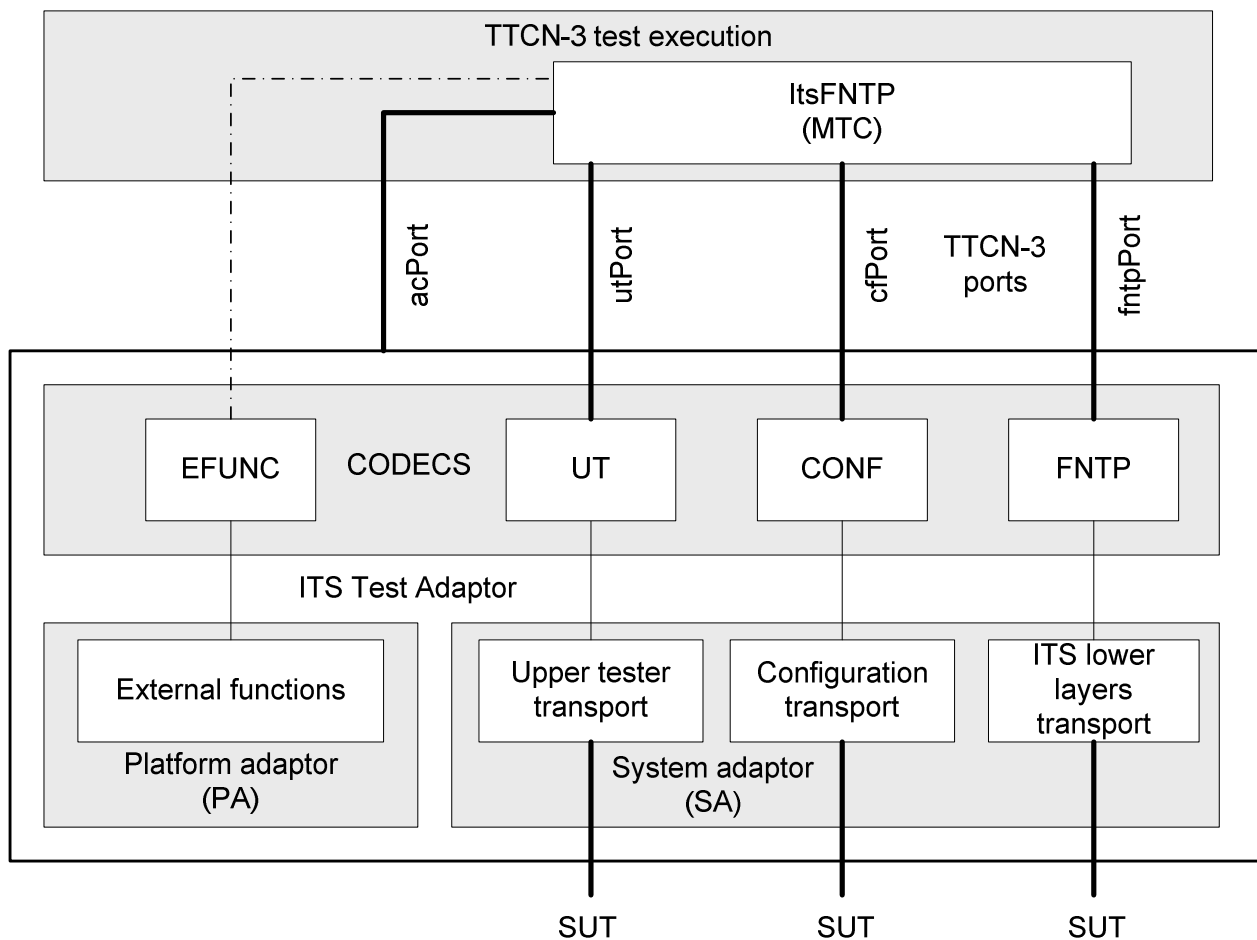 TTCN-3 test execution
ItsFNTP
(MTC)
acPort
utPort
cfPort
TTCN-3
ports
fntpPort
EFUNC
CODECS
UT
CONF
FNTP
ITS Test Adaptor
External functions
Platform adaptor
(PA)
Upper tester
transport
Configuration
transport
ITS lower
layers
transport
System adaptor
(SA)
SUT
SUT
SUT